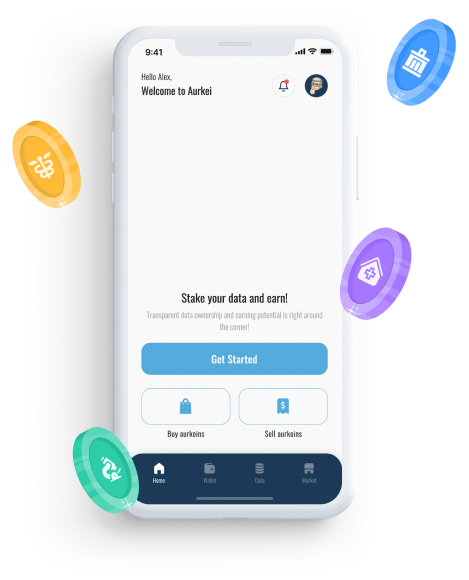 9:41
Hello Alex,
Welcome to Aurkei
Stake your data and earn!
Transparent data ownership and earning potential is right around
the corner!
Get Started
$
Buy aurkoins
Sell aurkoins
Home
Wallet
Data
Market